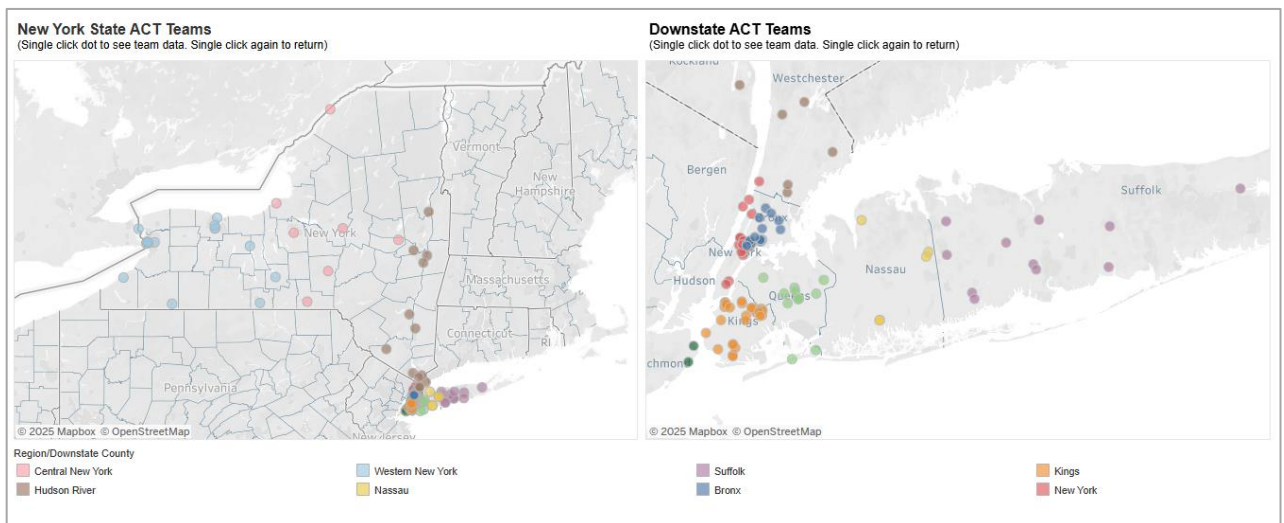 New York State ACT Teams
(Single click dot to see team data. Single click again to return)
Vermont
New
Hampshire
New York
Massachusetts
Connecticut
RI
Pennsylvania
New Jersey
© 2025 Mapbox © OpenStreetMap
Downstate ACT Teams
(Single click dot to see team data. Single click again to return)
Rockland
Westchester
Bergen
Suffolk
New York
Nassau
Hudson
Queens
Kings
© 2025 Mapbox © OpenStreetMap
Region/Downstate County
Central New York
Western New York
Suffolk
Kings
Hudson River
Nassau
Bronx
New York